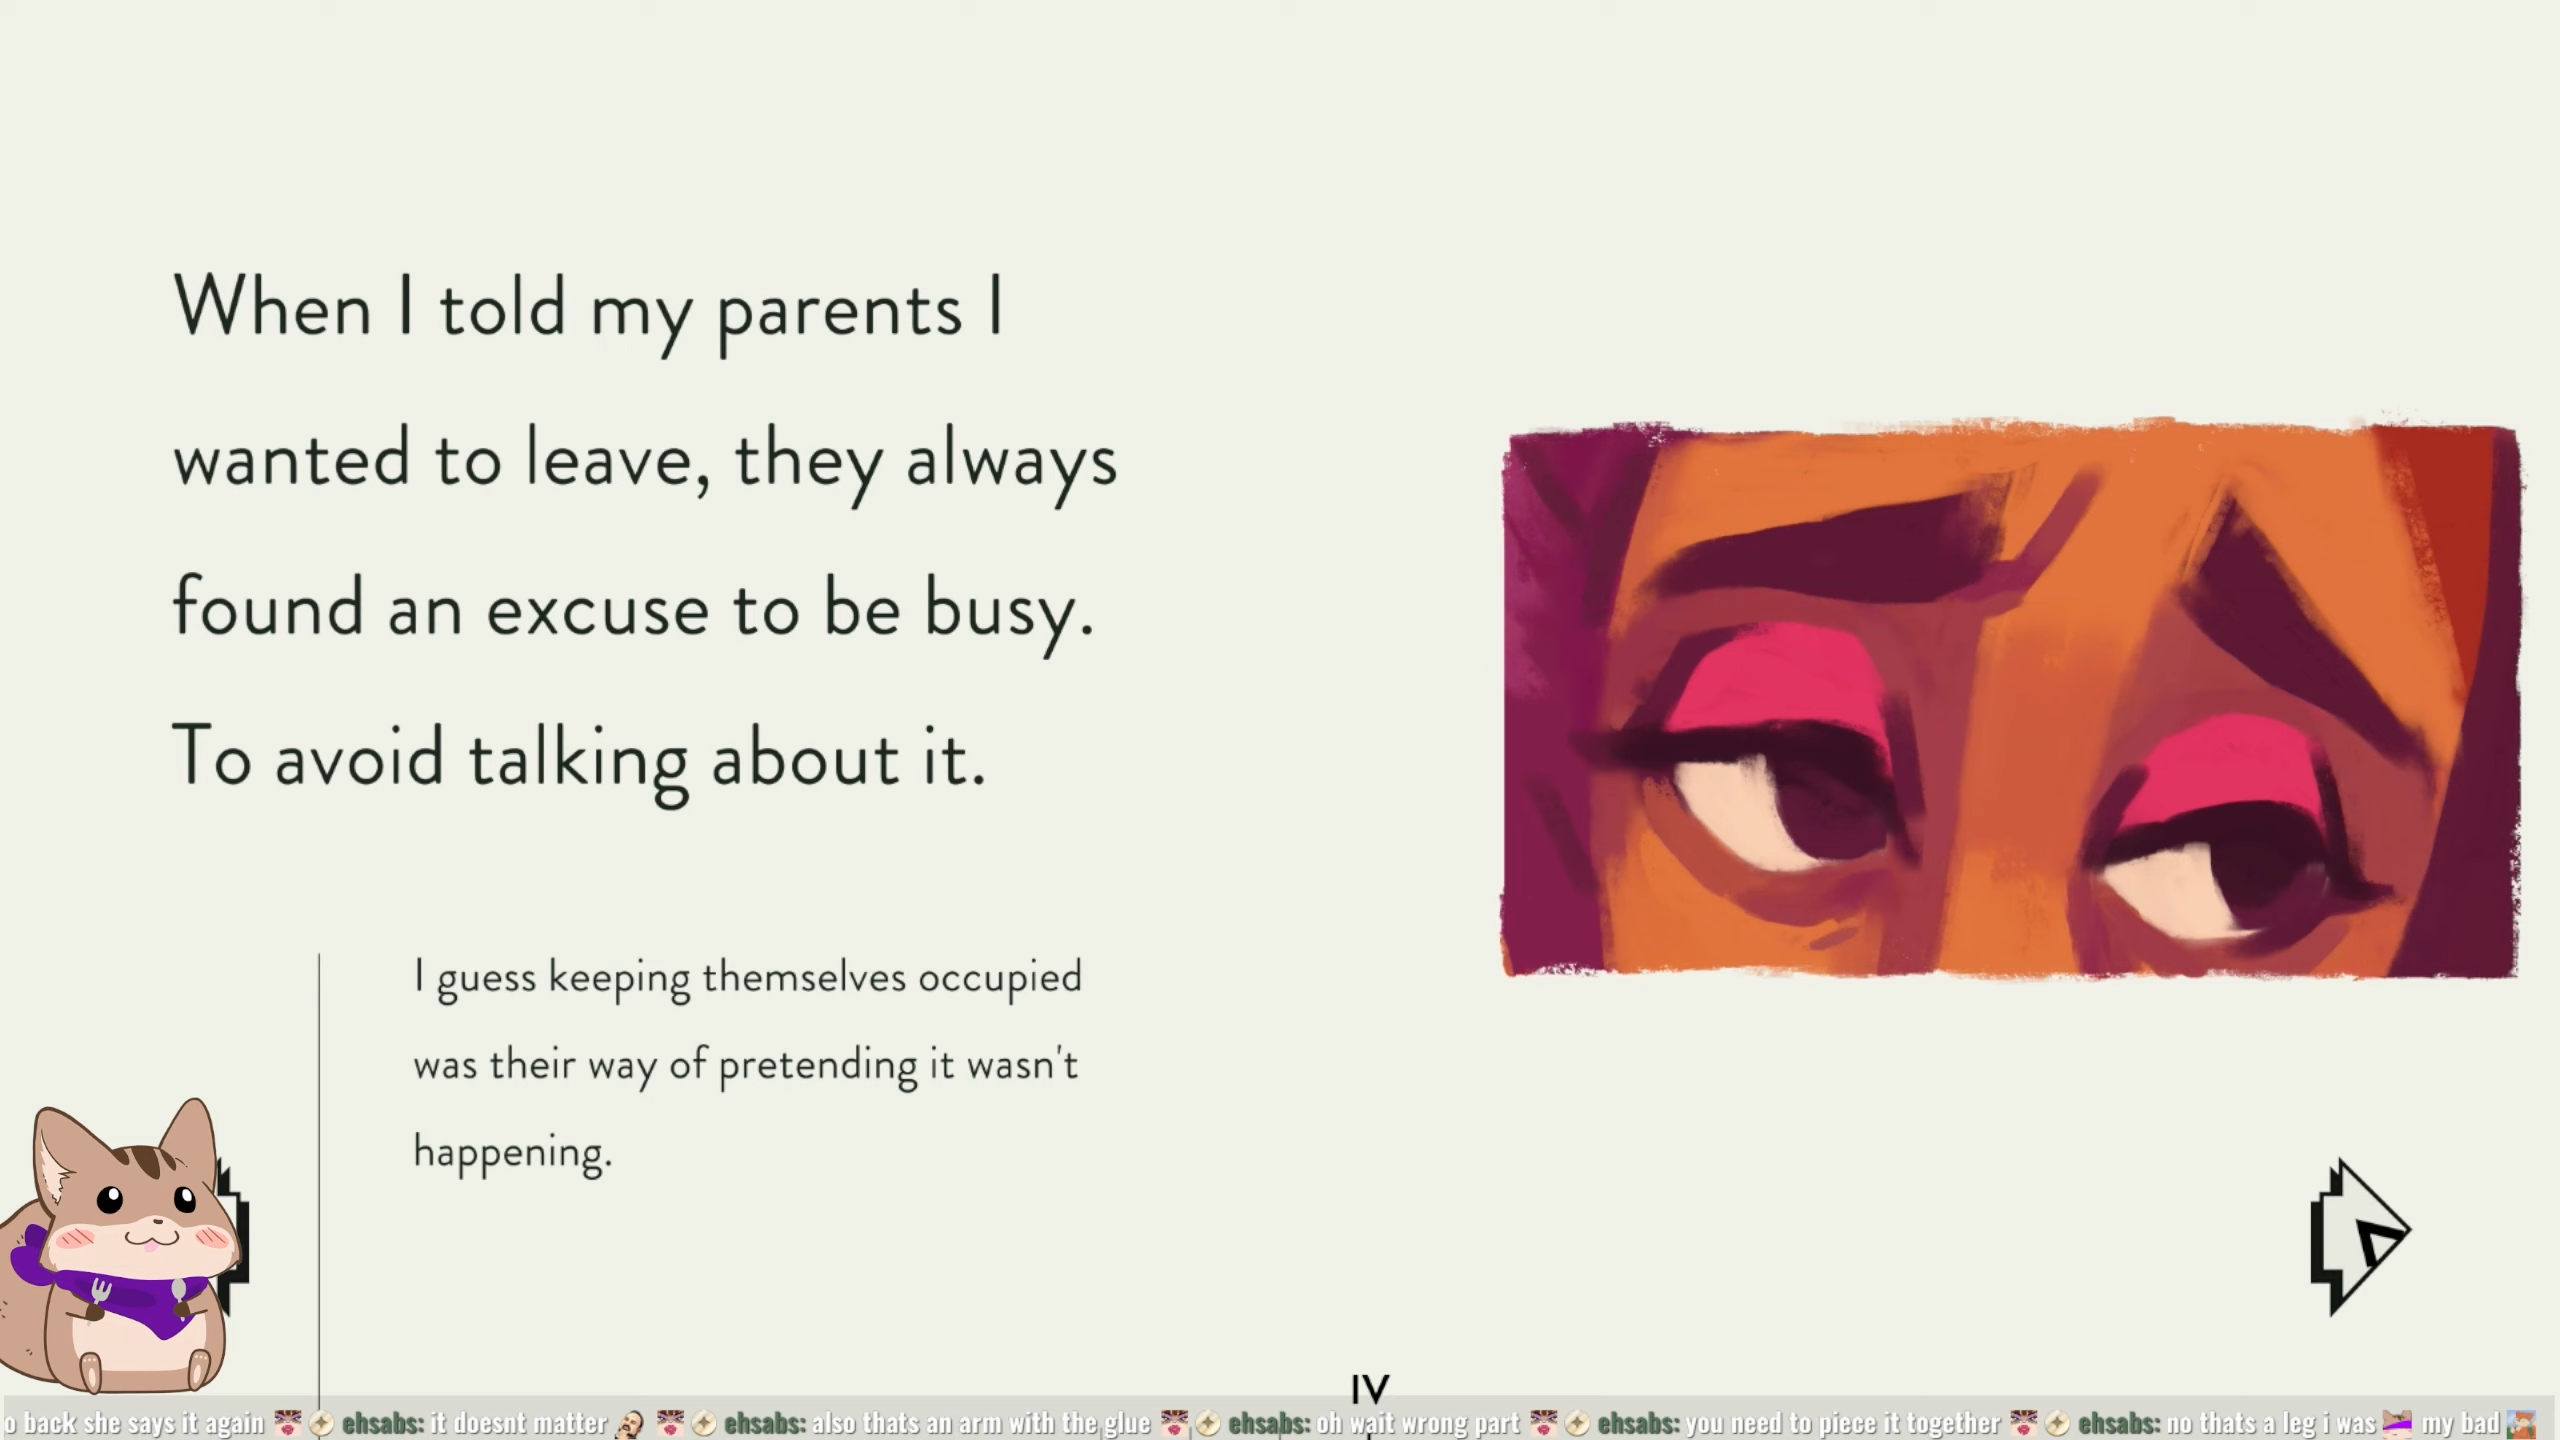 When I told my parents I
wanted to leave, they always
found an excuse to be busy.
To avoid talking about it.
I guess keeping themselves occupied
was their way of pretending it wasn't
happening.
IV
o back she says it again ehsabs: it doesnt matter ehsabs: also thats an arm with the glue ehsabs: oh wait wrong part ehsabs: you need to piece it together ehsabs: no thats a leg i was my bad